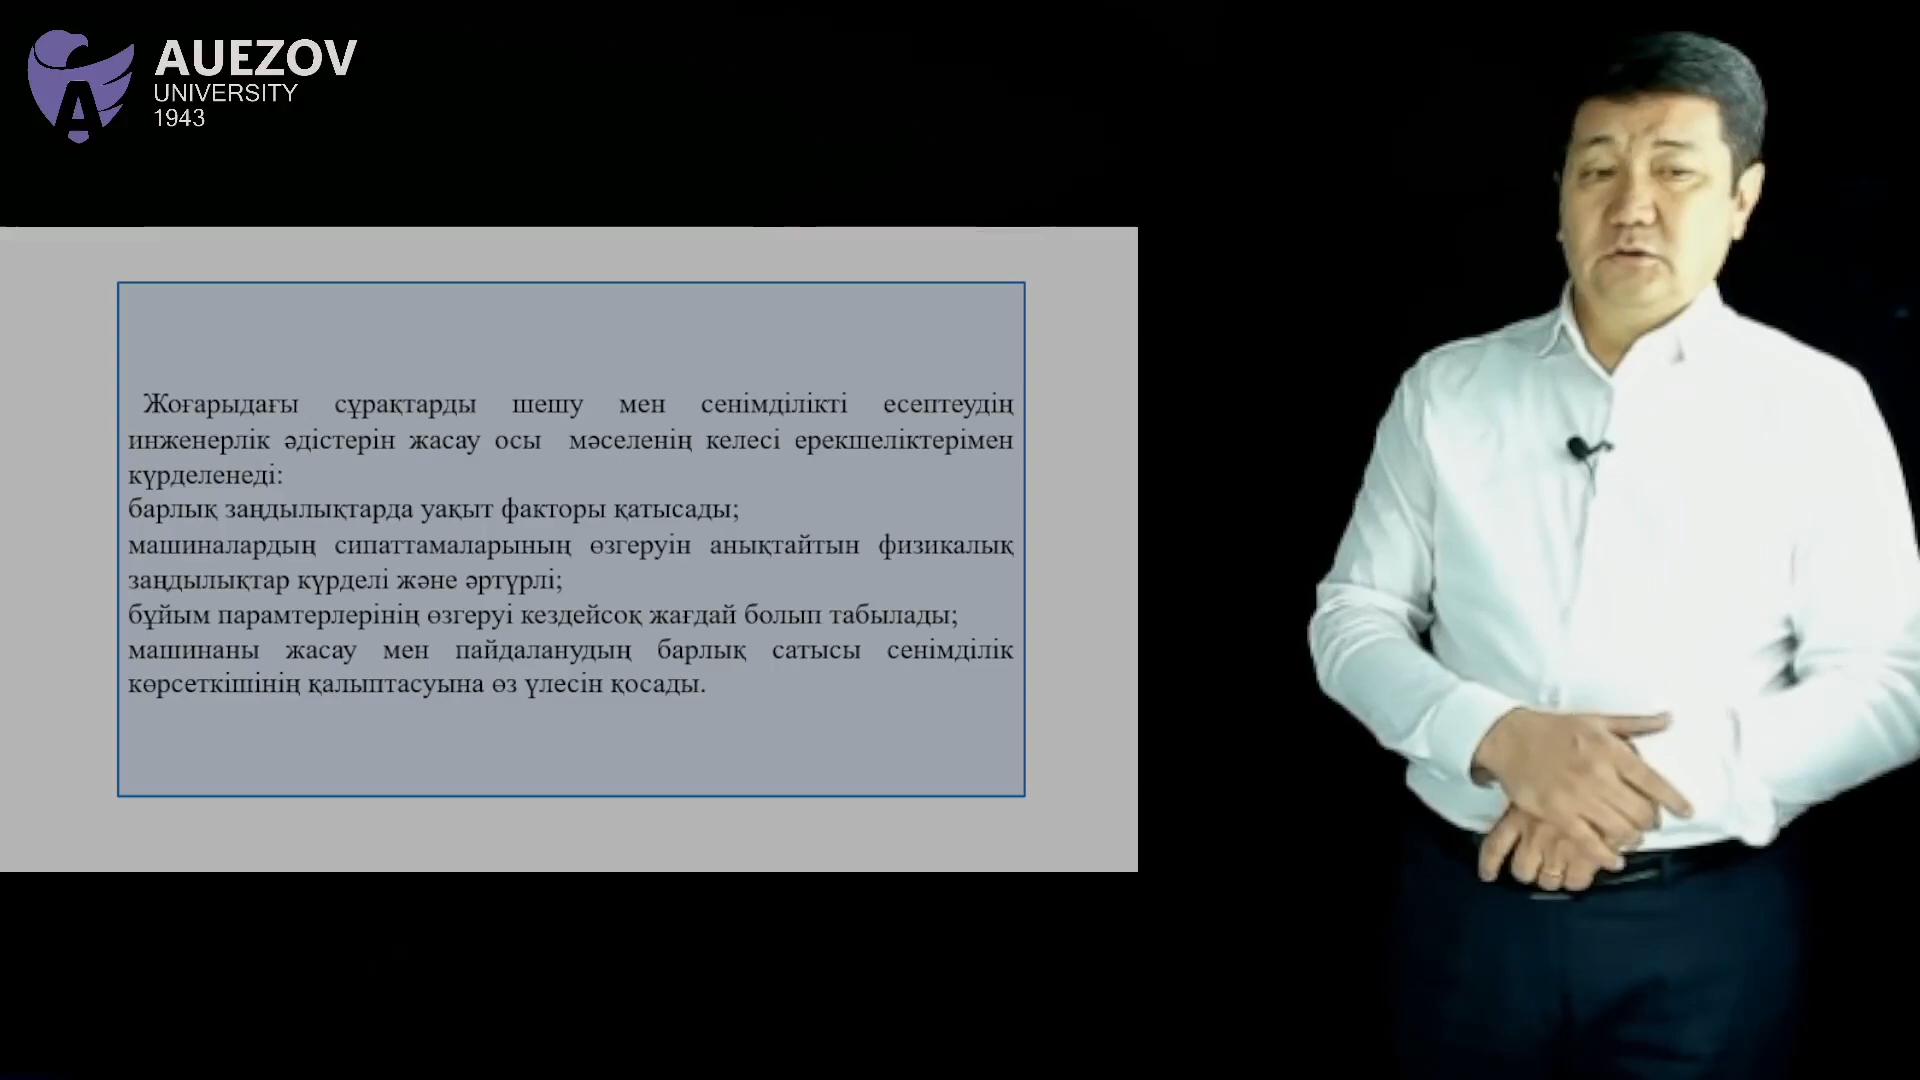 AUEZOV
UNIVERSITY
1943
Жоғарыдағы сұрақтарды шешу мен сенімділікті есептеудің
инженерлік әдістерін жасау осы мәселенің келесі ерекшеліктерімен
күрделенеді:
барлық заңдылықтарда уақыт факторы қатысады;
машиналардың сипаттамаларының өзгеруін анықтайтын физикалық
заңдылықтар күрделі және әртүрлі;
бұйым парамтерлерінің өзгеруі кездейсоқ жағдай болып табылады;
машинаны жасау мен пайдаланудың барлық сатысы сенімділік
көрсеткішінің қалыптасуына өз үлесін қосады.